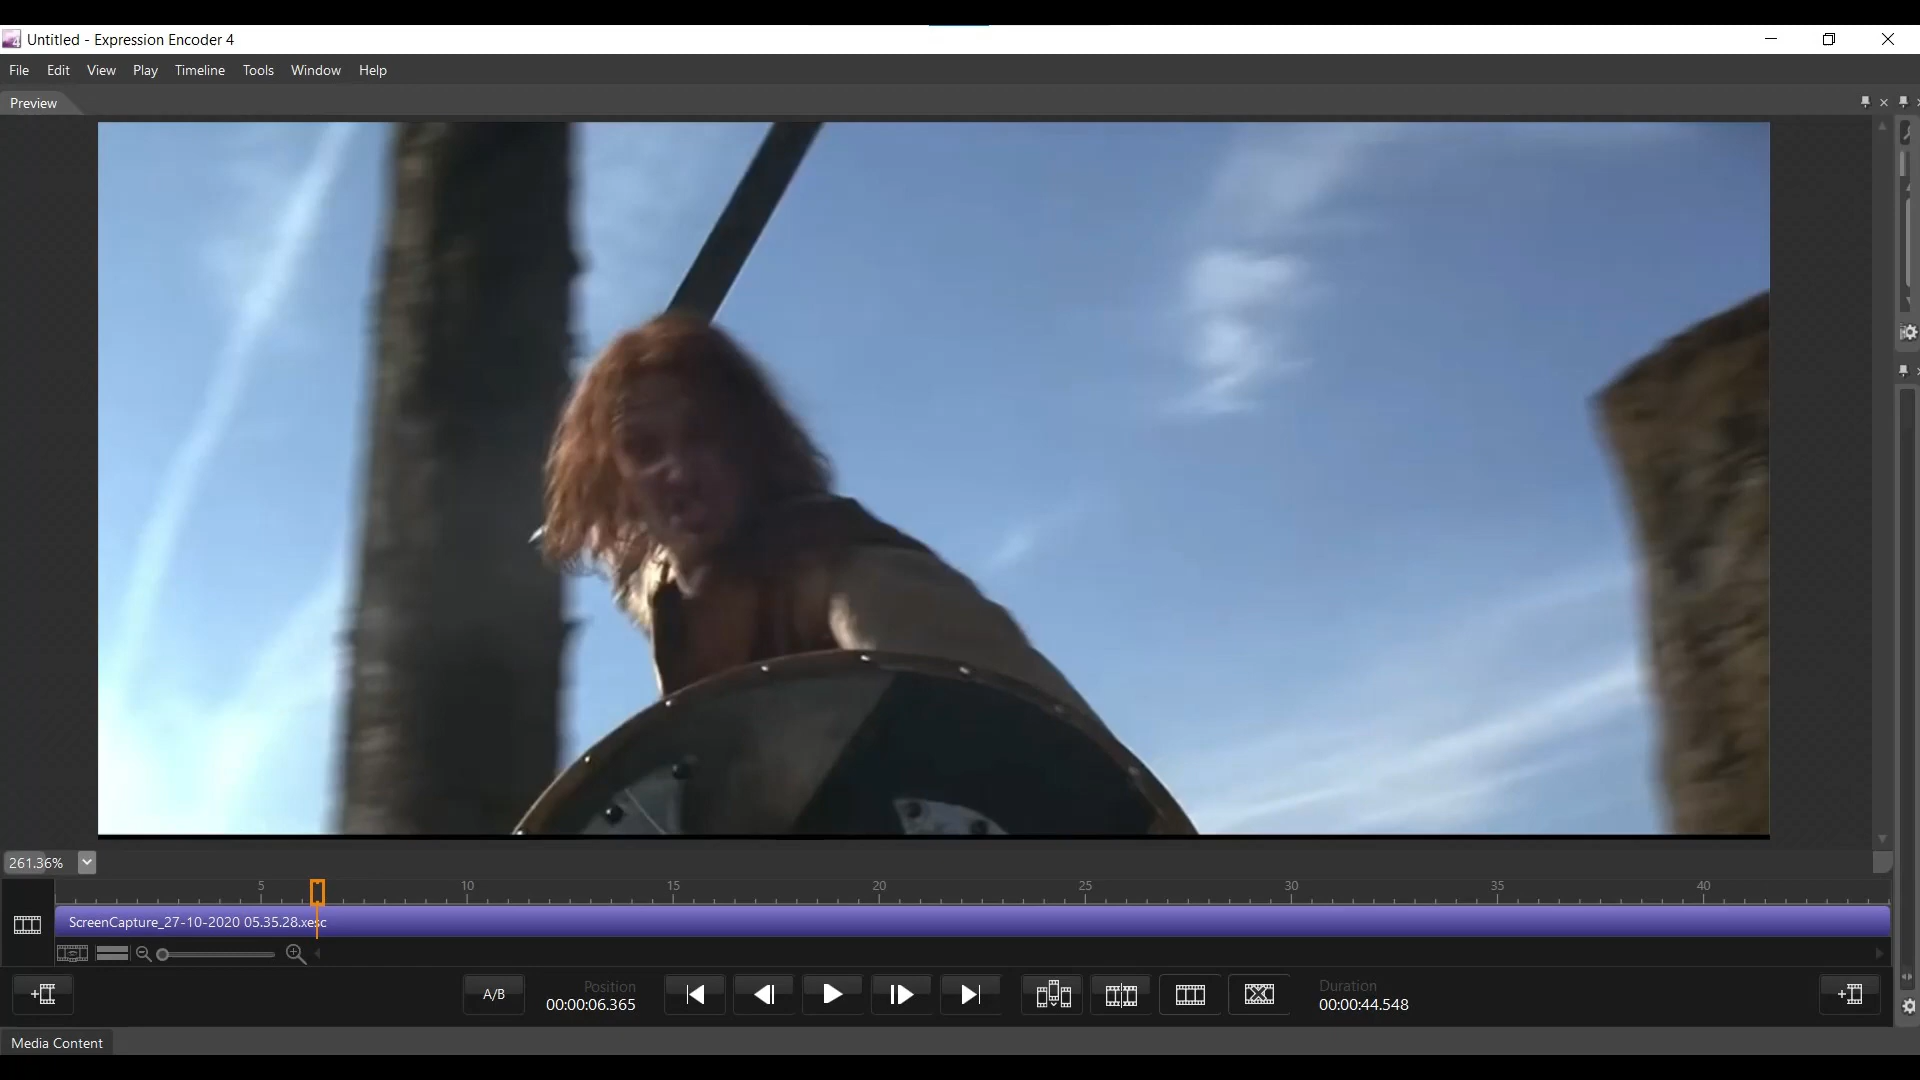 Untitled - Expression Encoder 4
File Edit View Play Timeline Tools Window Help
Preview
261.36%
5 10 15 20 25 30 35 40
ScreenCapture_27-10-2020 05.35.28.xesc
A/B
Position
00:00:06.365
Duration
00:00:44.548
Media Content